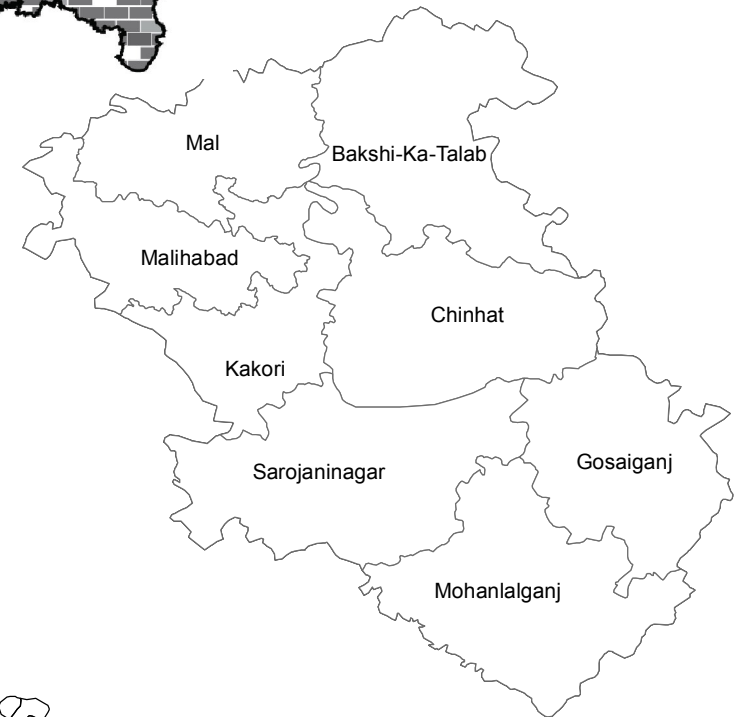 Mal
Bakshi-Ka-Talab
Malihabad
Chinhat
Kakori
Gosaiganj
Sarojaninagar
Mohanlalganj